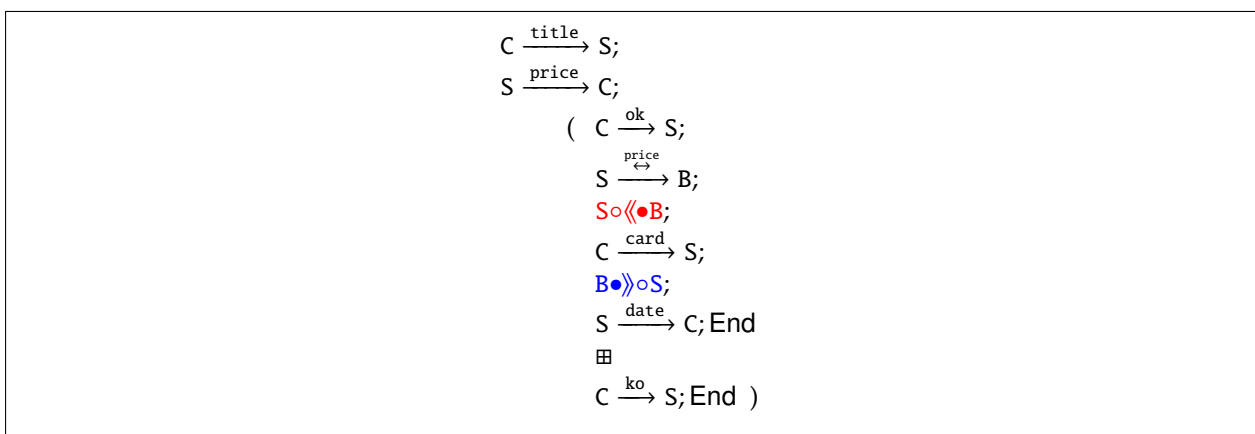 C —title→ S;
S —price→ C;
( C —ok→ S;
S —price↔→ B;
S∘⟪•B;
C —card→ S;
B•⟫∘S;
S —date→ C; End
⊞
C —ko→ S; End )